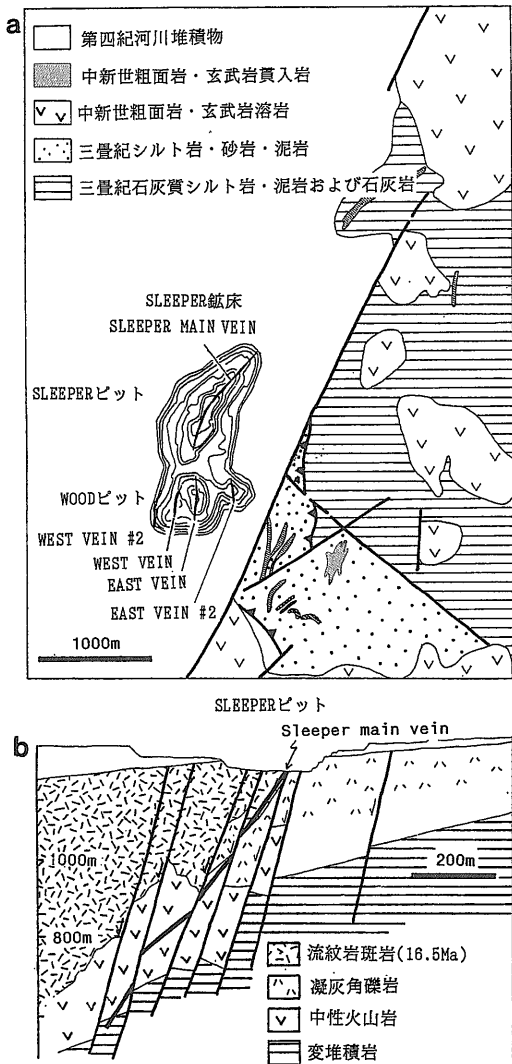 a
第四紀河川堆積物
中新世粗面岩・玄武岩貫入岩
中新世粗面岩・玄武岩溶岩
三畳紀シルト岩・砂岩・泥岩
三畳紀石灰質シルト岩・泥岩および石灰岩
SLEEPER鉱床
SLEEPER MAIN VEIN
SLEEPERピット
WOODピット
WEST VEIN #2
WEST VEIN
EAST VEIN
EAST VEIN #2
1000m
SLEEPERピット
b
Sleeper main vein
1000m
200m
800m
流紋岩斑岩(16.5Ma)
凝灰角礫岩
中性火山岩
変堆積岩